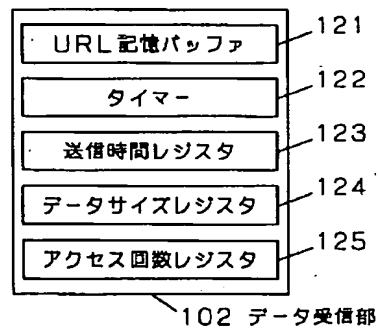 URL記憶バッファ 121
タイマー 122
送信時間レジスタ 123
データサイズレジスタ 124
アクセス回数レジスタ 125
102 データ受信部